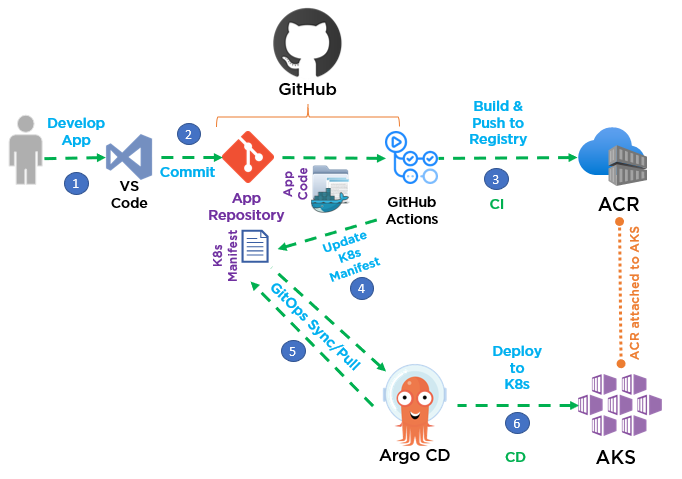 GitHub
Develop
App
1
VS
Code
2
Commit
App
Repository
App
Code
GitHub
Actions
Build &
Push to
Registry
3
CI
ACR
K8s
Manifest
Update
K8s
Manifest
4
ACR attached to AKS
GitOps Sync/Pull
5
Argo CD
Deploy
to
K8s
6
CD
AKS